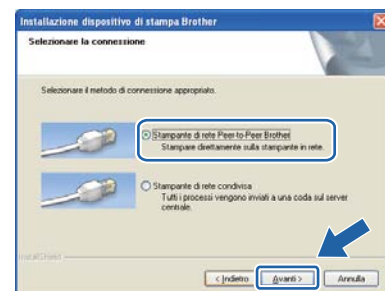 Installazione dispositivo di stampa Brother
Selezionare la connessione
Selezionare il metodo di connessione appropriato.
Stampante di rete Peer-to-Peer Brother
Stampare direttamente sulla stampante in rete.
Stampante di rete condivisa
Tutti i processi vengono inviati a una coda sul server
centrale.
InstallShield
< Indietro
Avanti >
Annulla